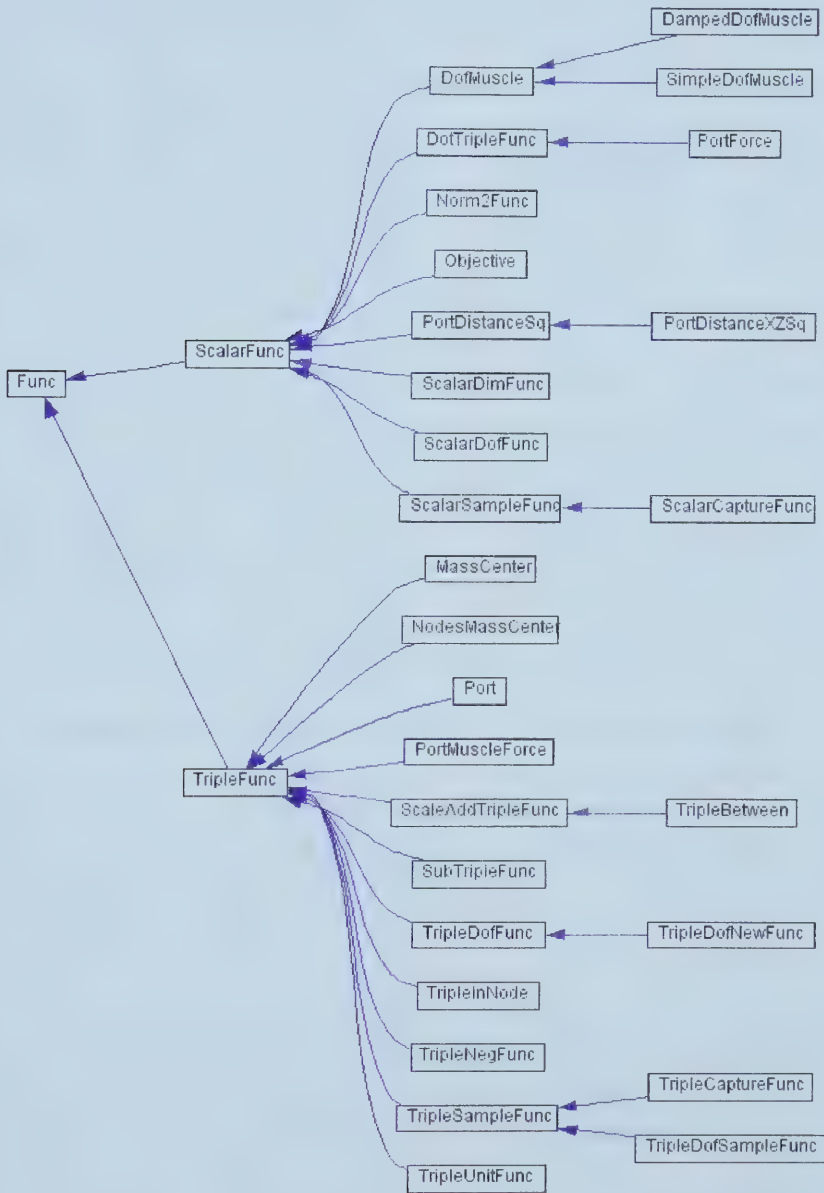 DampedDofMuscle
DofMuscle
SimpleDofMuscle
DotTripleFunc
PortForce
Norm2Func
Objective
PortDistanceSq
PortDistanceXZSq
ScalarFunc
Func
ScalarDimFunc
ScalarDofFunc
ScalarSampleFunc
ScalarCaptureFunc
MassCenter
NodesMassCenter
Port
PortMuscleForce
TripleFunc
ScaleAddTripleFunc
TripleBetween
SubTripleFunc
TripleDofFunc
TripleDofNewFunc
TripleInNode
TripleNegFunc
TripleCaptureFunc
TripleSampleFunc
TripleDofSampleFunc
TripleUnitFunc